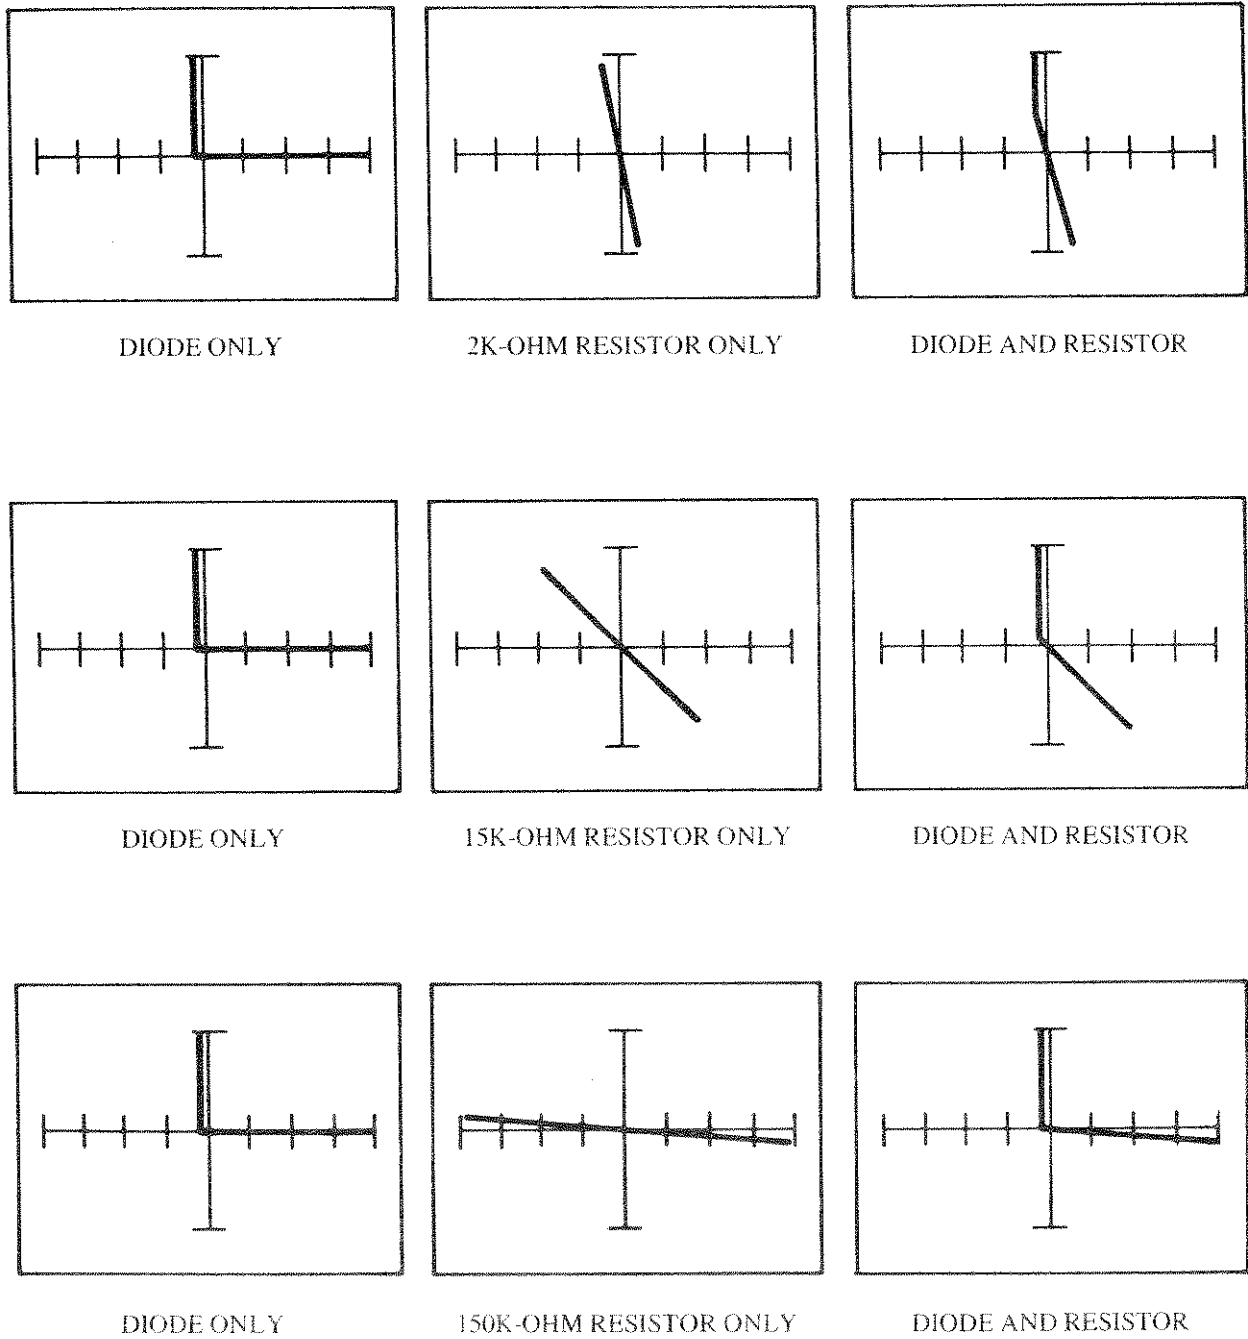 DIODE ONLY
2K-OHM RESISTOR ONLY
DIODE AND RESISTOR
DIODE ONLY
15K-OHM RESISTOR ONLY
DIODE AND RESISTOR
DIODE ONLY
150K-OHM RESISTOR ONLY
DIODE AND RESISTOR